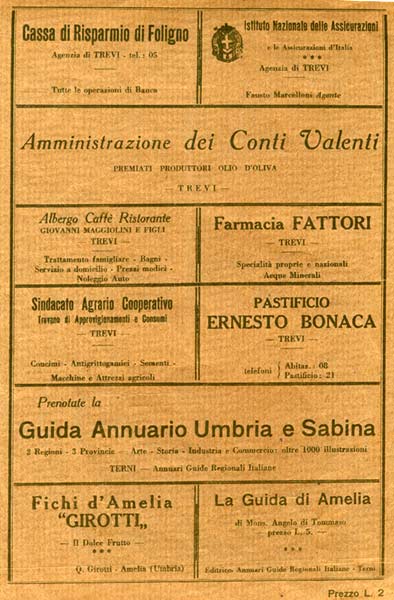 Cassa di Risparmio di Foligno
Agenzia di TREVI - tel.: 05
Tutte le operazioni di Banca
Istituto Nazionale delle Assicurazioni
e le Assicurazioni d'Italia
***
Agenzia di TREVI
Fausto Marcelloni Agente
Amministrazione dei Conti Valenti
PREMIATI PRODUTTORI OLIO D'OLIVA
— TREVI —
Albergo Caffè Ristorante
GIOVANNI MAGGIOLINI E FIGLI
TREVI —
Trattamento famigliare - Bagni -
Servizio a domicilio - Prezzi modici -
Noleggio Auto
Farmacia FATTORI
— TREVI —
Specialità proprie e nazionali
Acque Minerali
Sindacato Agrario Cooperativo
Trevano di Approvigionamenti e Consumi
— TREVI —
Concimi - Antigrittogamici - Sementi -
Macchine e Attrezzi agricoli
PASTIFICIO
ERNESTO BONACA
— TREVI —
telefoni { Abitaz.: 08
Pastificio: 21
Prenotate la
Guida Annuario Umbria e Sabina
2 Regioni - 3 Provincie — Arte - Storia - Industria e Commercio: oltre 1000 illustrazioni
TERNI — Annuari Guide Regionali Italiane
Fichi d'Amelia
"GIROTTI„
— Il Dolce Frutto —
***
Q. Girotti - Amelia (Umbria)
La Guida di Amelia
di Mons. Angelo di Tommaso
prezzo L. 5. —
***
Editrice: Annuari Guide Regionali Italiane - Terni
Prezzo L. 2